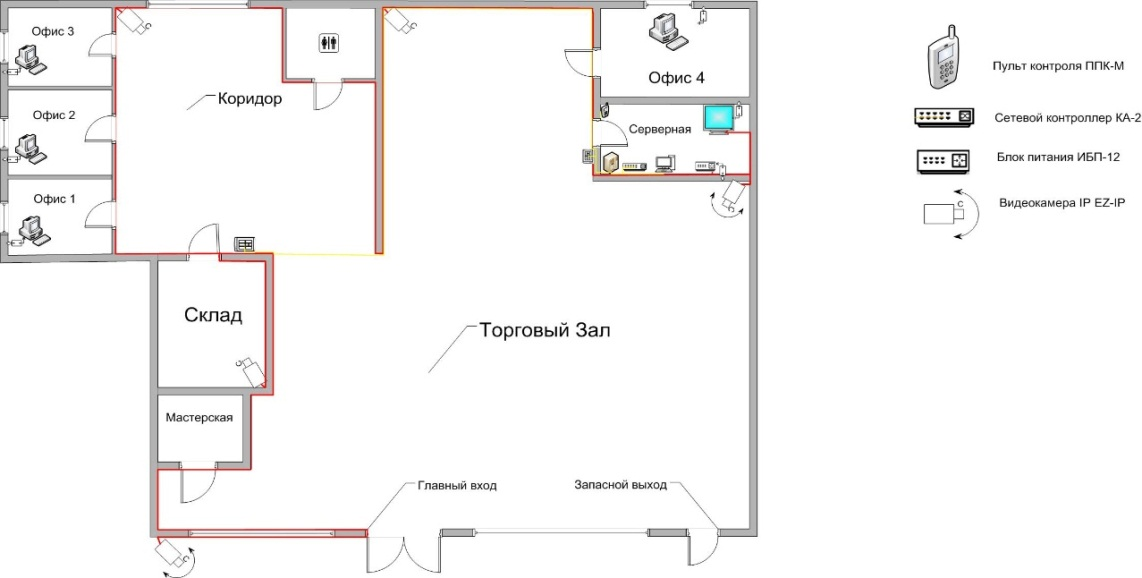 Офис 3
Офис 2
Офис 1
Коридор
Офис 4
Серверная
Склад
Торговый Зал
Мастерская
Главный вход
Запасной выход
Пульт контроля ППК-М
Сетевой контроллер КА-2
Блок питания ИБП-12
Видеокамера IP EZ-IP